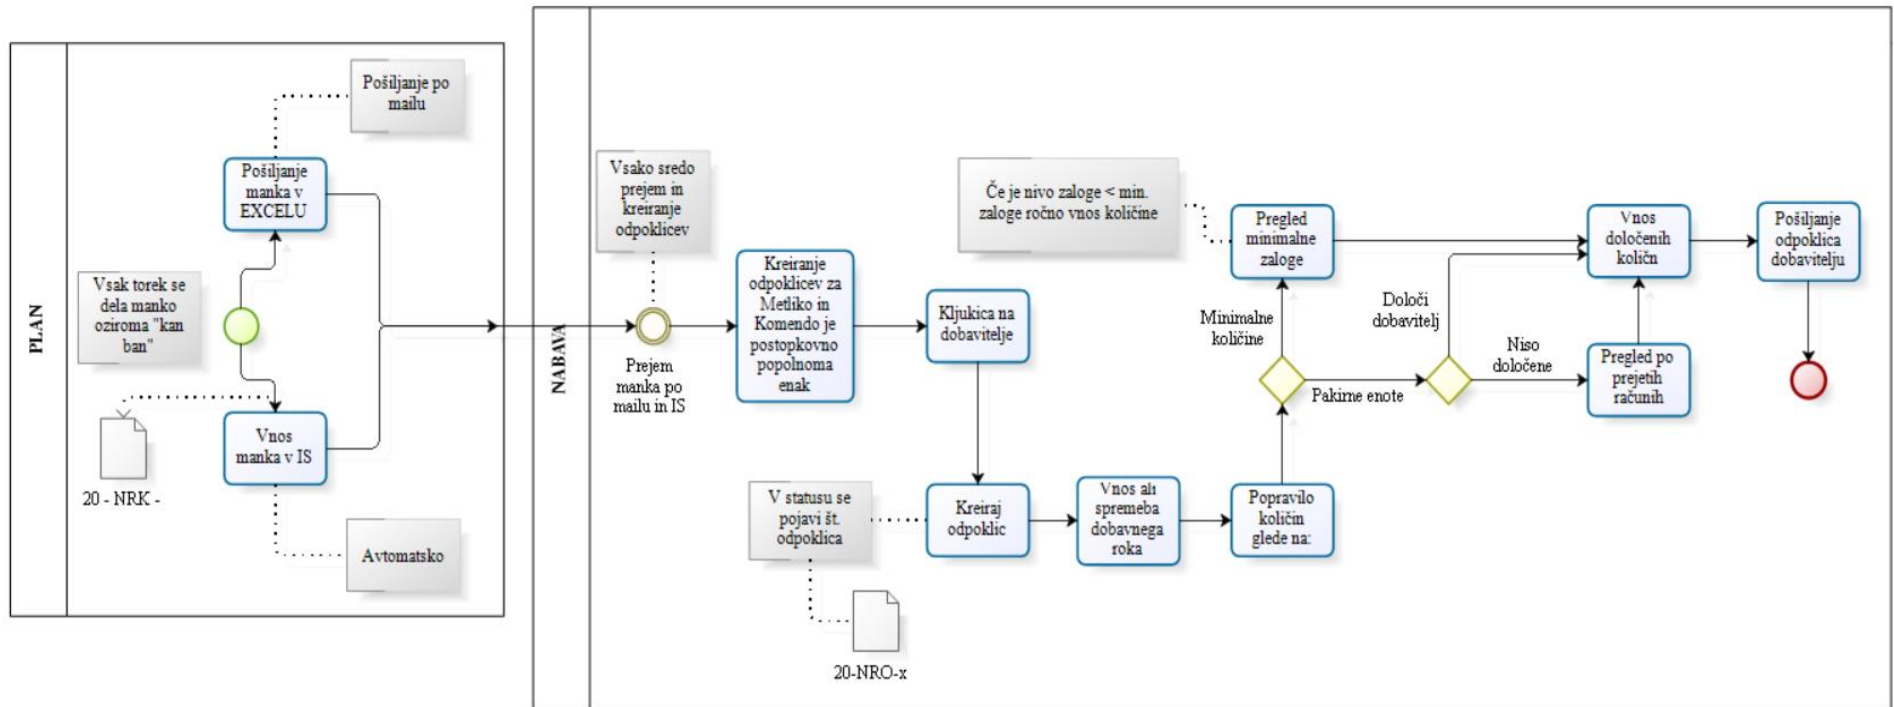 PLAN
Pošiljanje po
mailu
Pošiljanje
manka v
EXCELU
Vsak torek se
dela manko
oziroma "kan
ban"
20 - NRK -
Vnos
manka v IS
Avtomatsko
NABAVA
Vsako sredo
prejem in
kreiranje
odpoklicev
Prejem
manka po
mailu in IS
Kreiranje
odpoklicev za
Metliko in
Komendo je
postopkovno
popolnoma
enak
Kljukica na
dobavitelje
V statusu se
pojavi št.
odpoklica
20-NRO-x
Kreiraj
odpoklic
Vnos ali
spremeba
dobavnega
roka
Popravilo
količin
glede na:
Če je nivo zaloge < min.
zaloge ročno vnos količine
Minimalne
količine
Pregled
minimalne
zaloge
Pakirne enote
Določi
dobavitelj
Niso
določene
Pregled po
prejetih
računih
Vnos
določenih
količn
Pošiljanje
odpoklica
dobavitelju